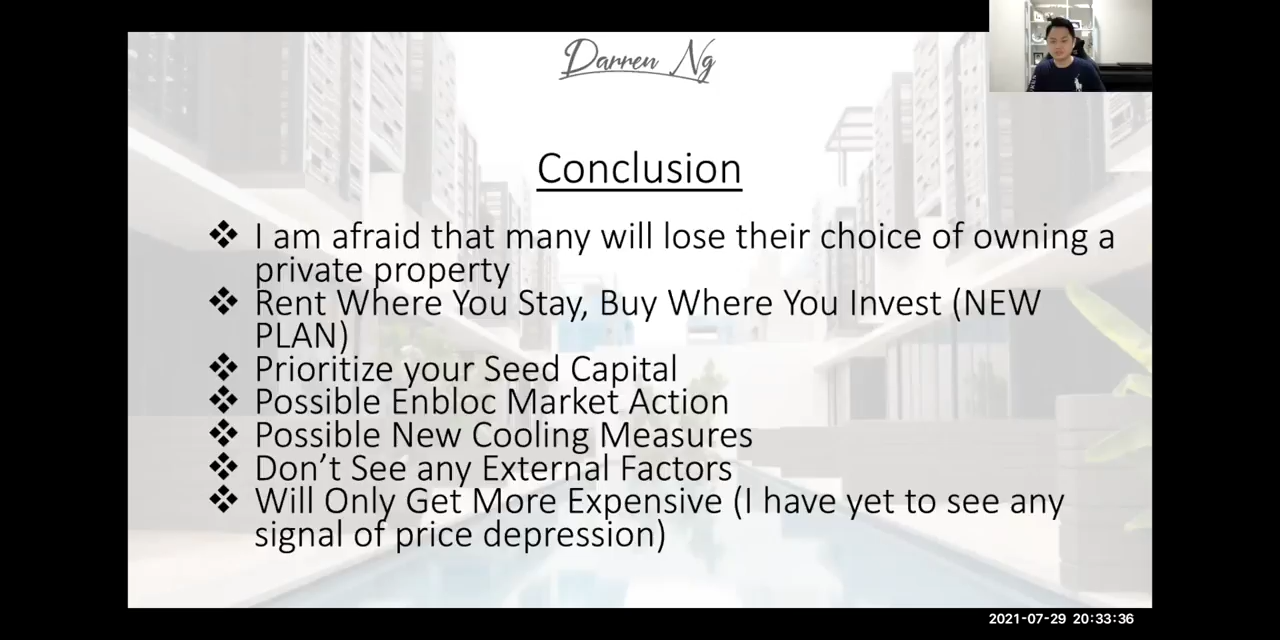 Darren Ng
Conclusion
❖ I am afraid that many will lose their choice of owning a
private property
❖ Rent Where You Stay, Buy Where You Invest (NEW
PLAN)
❖ Prioritize your Seed Capital
❖ Possible Enbloc Market Action
❖ Possible New Cooling Measures
❖ Don’t See any External Factors
❖ Will Only Get More Expensive (I have yet to see any
signal of price depression)
2021-07-29 20:33:36